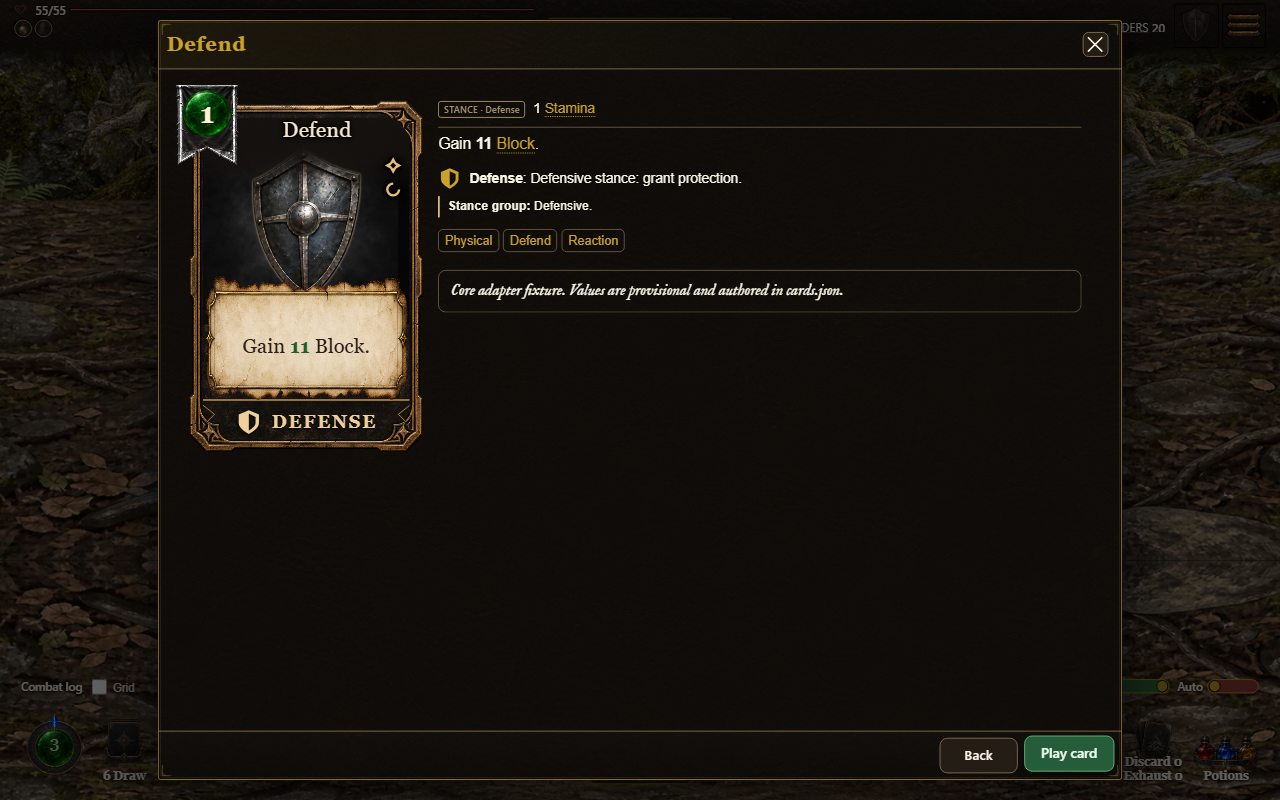 55/55
DERS 20
Defend
1
Defend
Gain 11 Block.
DEFENSE
STANCE - Defense 1 Stamina
Gain 11 Block.
Defense: Defensive stance: grant protection.
Stance group: Defensive.
Physical Defend Reaction
Core adapter fixture. Values are provisional and authored in cards.json.
Combat log Grid
Auto
3
6 Draw
Back Play card
Discard 0
Exhaust 0
Potions